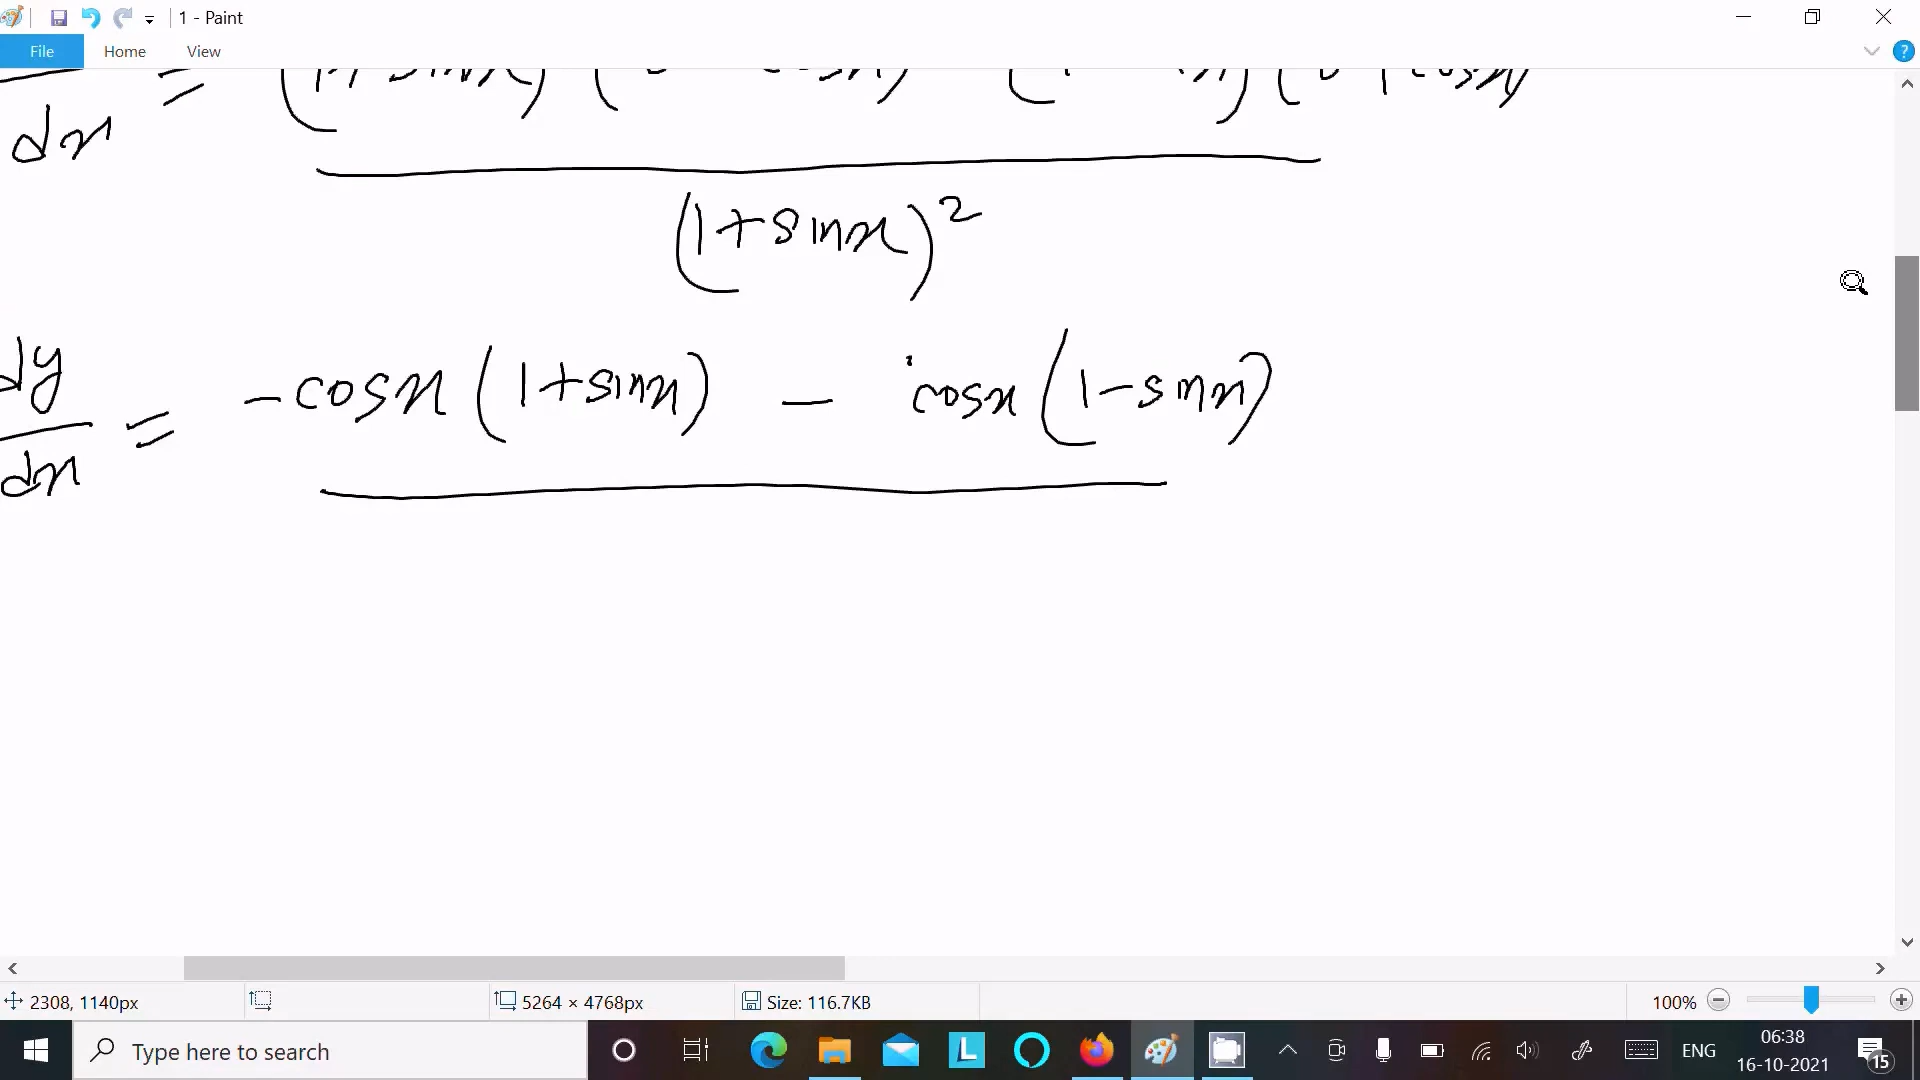 1 - Paint
File Home View
dx =
(1+sinx)²
dy/dx = -cosx (1+sinx) - cosx (1-sinx)
2308, 1140px 5264 × 4768px Size: 116.7KB 100%
Type here to search ENG 06:38
16-10-2021 15